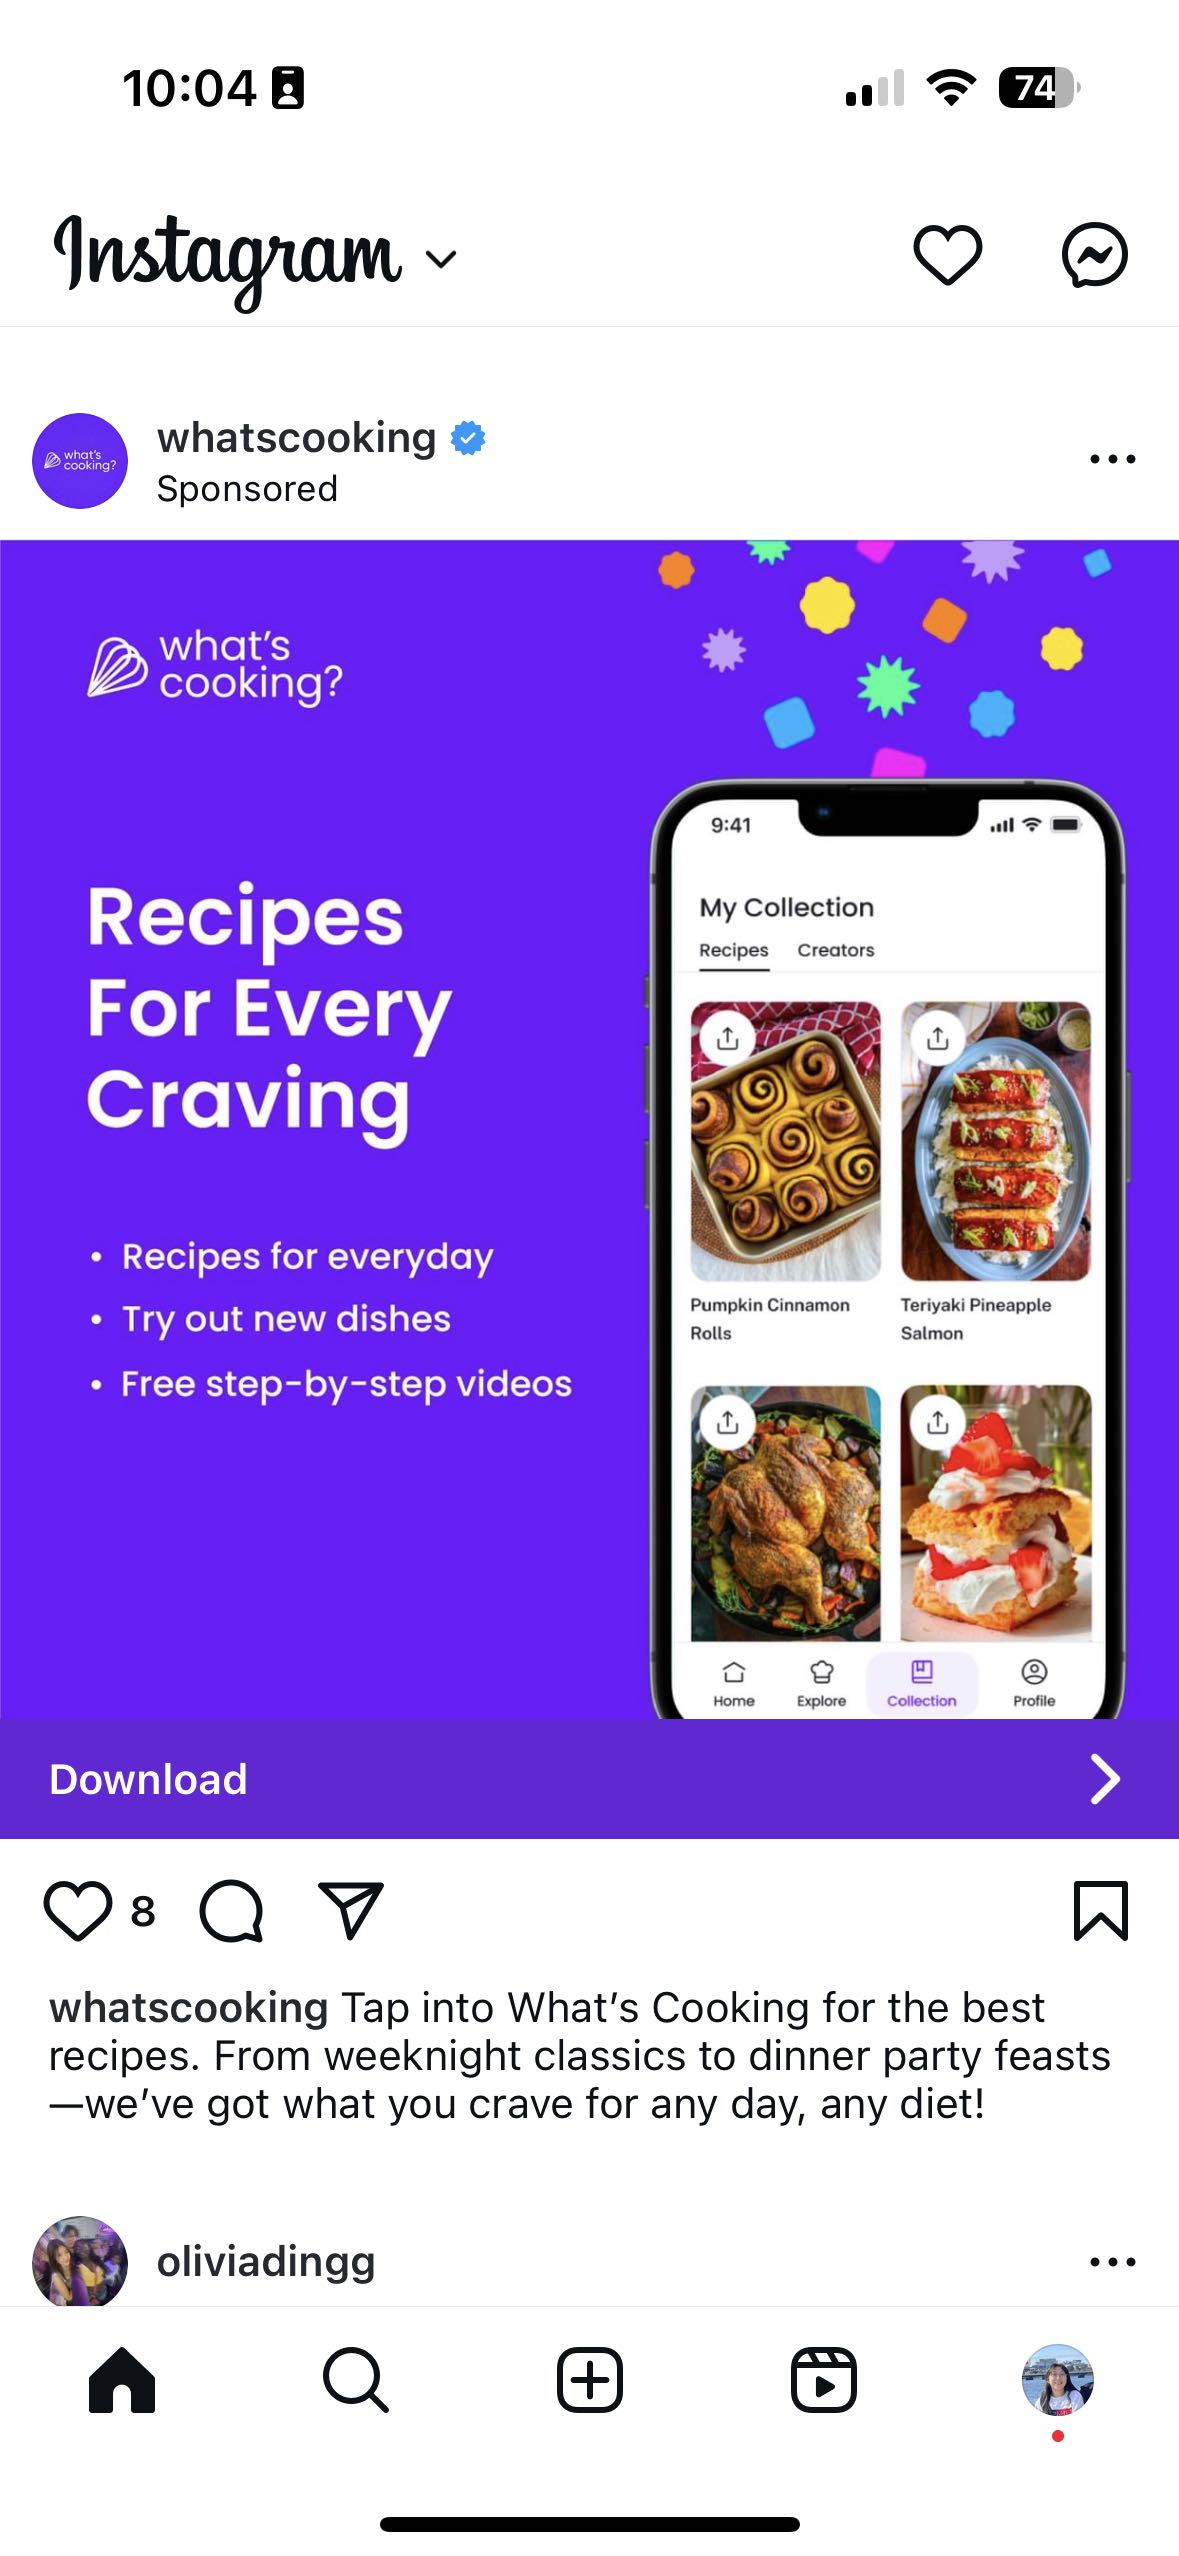 10:04
74
Instagram
what's
cooking?
whatscooking
Sponsored
what's
cooking?
Recipes
For Every
Craving
• Recipes for everyday
• Try out new dishes
• Free step-by-step videos
9:41
My Collection
Recipes Creators
Pumpkin Cinnamon
Rolls
Teriyaki Pineapple
Salmon
Home Explore Collection Profile
Download
8
whatscooking Tap into What’s Cooking for the best
recipes. From weeknight classics to dinner party feasts
—we’ve got what you crave for any day, any diet!
oliviadingg